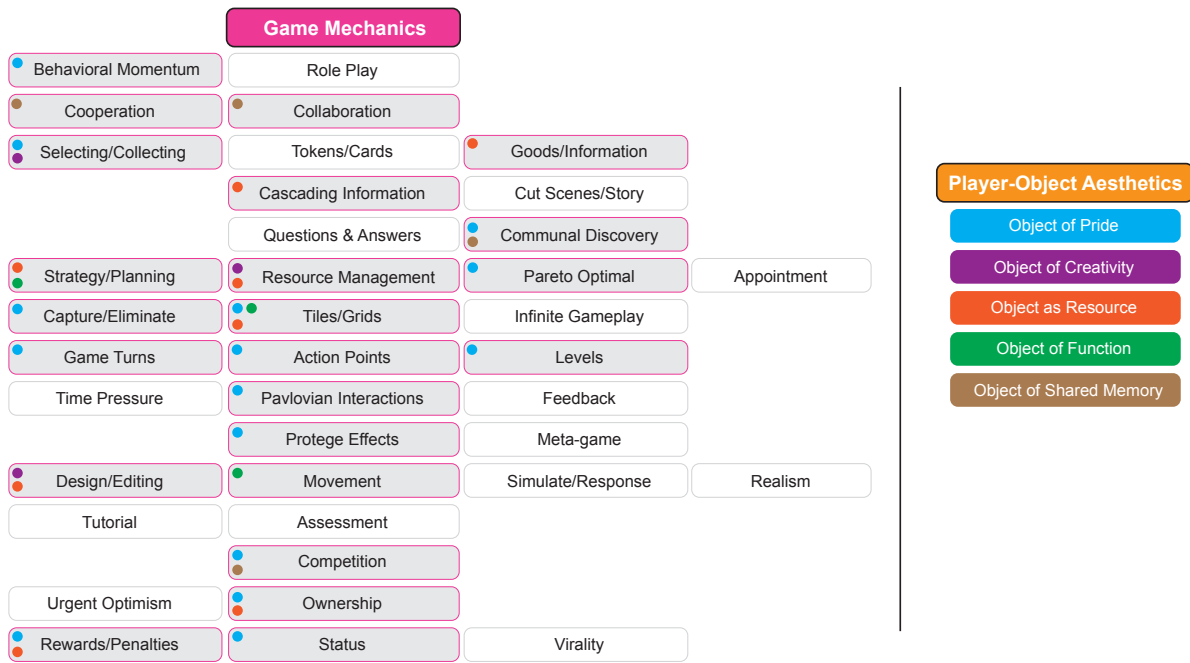 Game Mechanics
Behavioral Momentum
Role Play
Cooperation
Collaboration
Selecting/Collecting
Tokens/Cards
Goods/Information
Cascading Information
Cut Scenes/Story
Questions & Answers
Communal Discovery
Strategy/Planning
Resource Management
Pareto Optimal
Appointment
Capture/Eliminate
Tiles/Grids
Infinite Gameplay
Game Turns
Action Points
Levels
Time Pressure
Pavlovian Interactions
Feedback
Protege Effects
Meta-game
Design/Editing
Movement
Simulate/Response
Realism
Tutorial
Assessment
Competition
Urgent Optimism
Ownership
Rewards/Penalties
Status
Virality
Player-Object Aesthetics
Object of Pride
Object of Creativity
Object as Resource
Object of Function
Object of Shared Memory